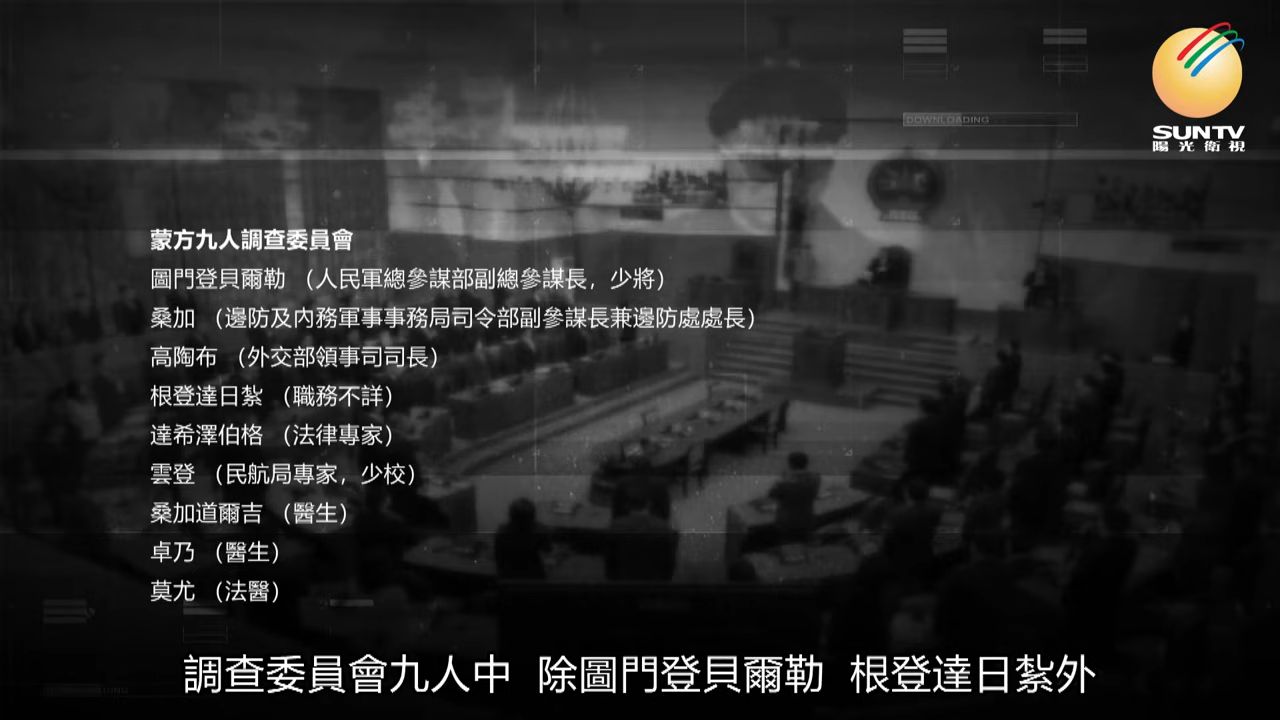 DOWNLOADING
SUNTV
陽光衛視
蒙方九人調查委員會
圖門登貝爾勒 （人民軍總參謀部副總參謀長，少將）
桑加 （邊防及內務軍事事務局司令部副參謀長兼邊防處處長）
高陶布 （外交部領事司司長）
根登達日紮 （職務不詳）
達希澤伯格 （法律專家）
雲登 （民航局專家，少校）
桑加道爾吉 （醫生）
卓乃 （醫生）
莫尤 （法醫）
調查委員會九人中 除圖門登貝爾勒 根登達日紮外